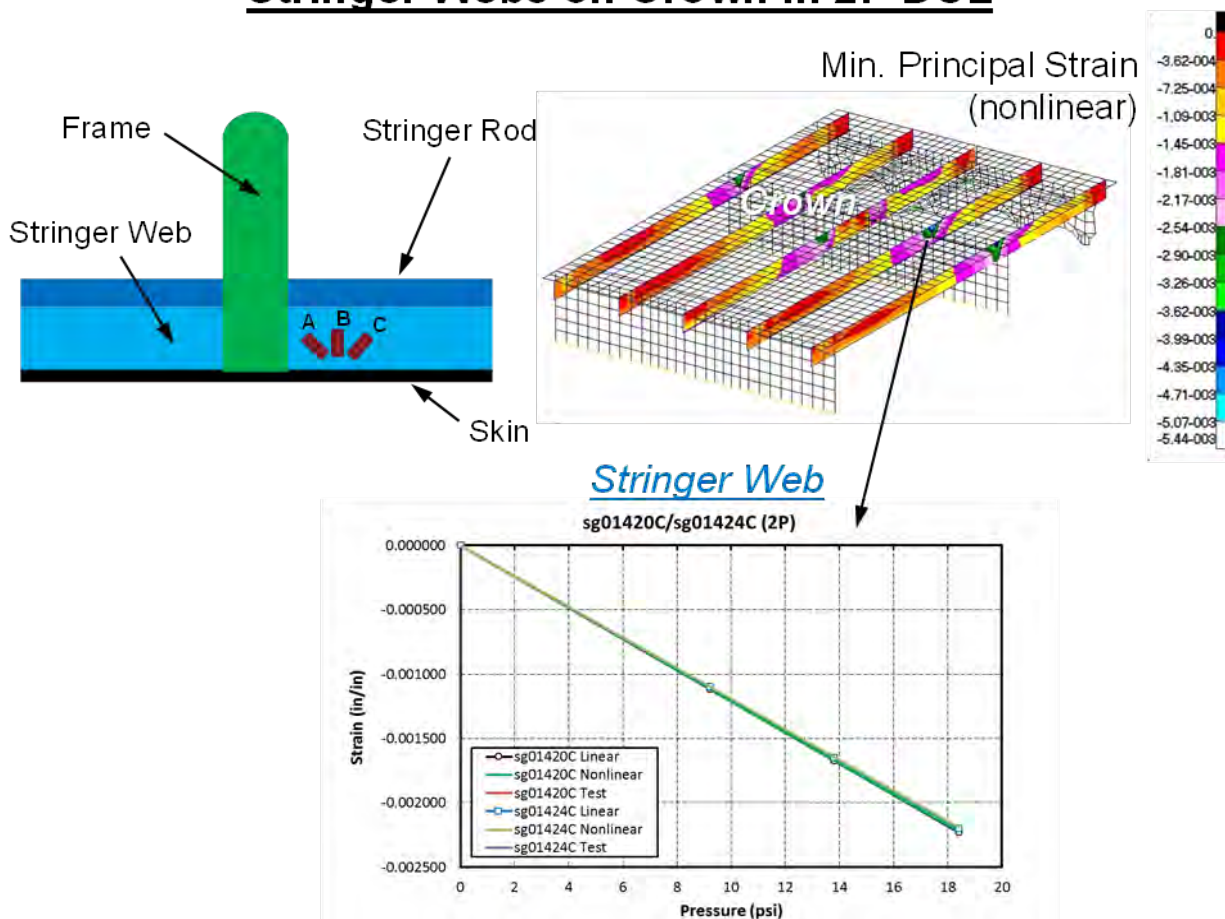 Min. Principal Strain
(nonlinear)
Frame
Stringer Rod
Stringer Web
A
B
C
Skin
Crown
0.
-3.62-004
-7.25-004
-1.09-003
-1.45-003
-1.81-003
-2.17-003
-2.54-003
-2.90-003
-3.26-003
-3.62-003
-3.99-003
-4.35-003
-4.71-003
-5.07-003
-5.44-003
Stringer Web
sg01420C/sg01424C (2P)
Strain (in/in)
0.000000
-0.000500
-0.001000
-0.001500
-0.002000
-0.002500
sg01420C Linear
sg01420C Nonlinear
sg01420C Test
sg01424C Linear
sg01424C Nonlinear
sg01424C Test
0 2 4 6 8 10 12 14 16 18 20
Pressure (psi)